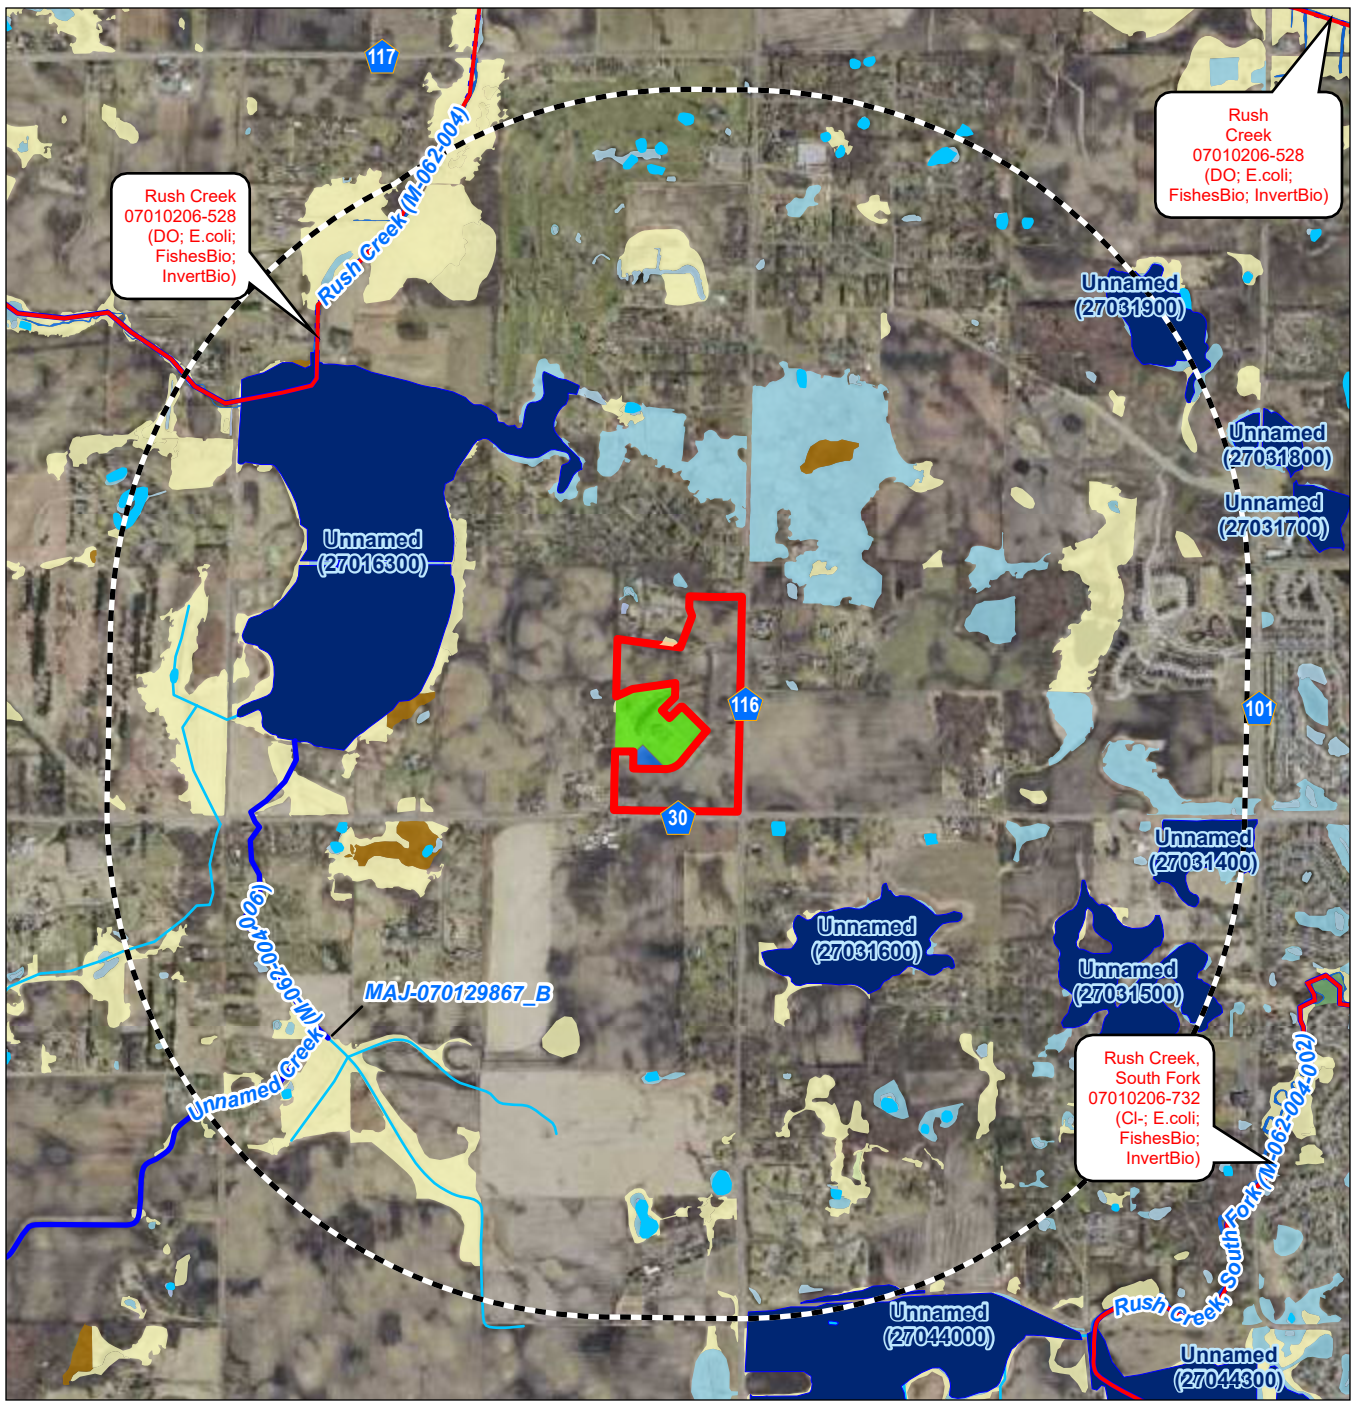 117
Rush
Creek
07010206-528
(DO; E.coli;
FishesBio; InvertBio)
Rush Creek
07010206-528
(DO; E.coli;
FishesBio;
InvertBio)
Rush Creek (M-062-004)
Unnamed
(27031900)
Unnamed
(27031800)
Unnamed
(27031700)
Unnamed
(27016300)
116
101
30
Unnamed
(27031400)
Unnamed
(27031600)
Unnamed
(27031500)
MAJ-070129867_B
Unnamed Creek
(M-062-004-006)
Rush Creek,
South Fork
07010206-732
(Cl-; E.coli;
FishesBio;
InvertBio)
Rush Creek, South Fork (M-062-004-002)
Unnamed
(27044000)
Unnamed
(27044300)